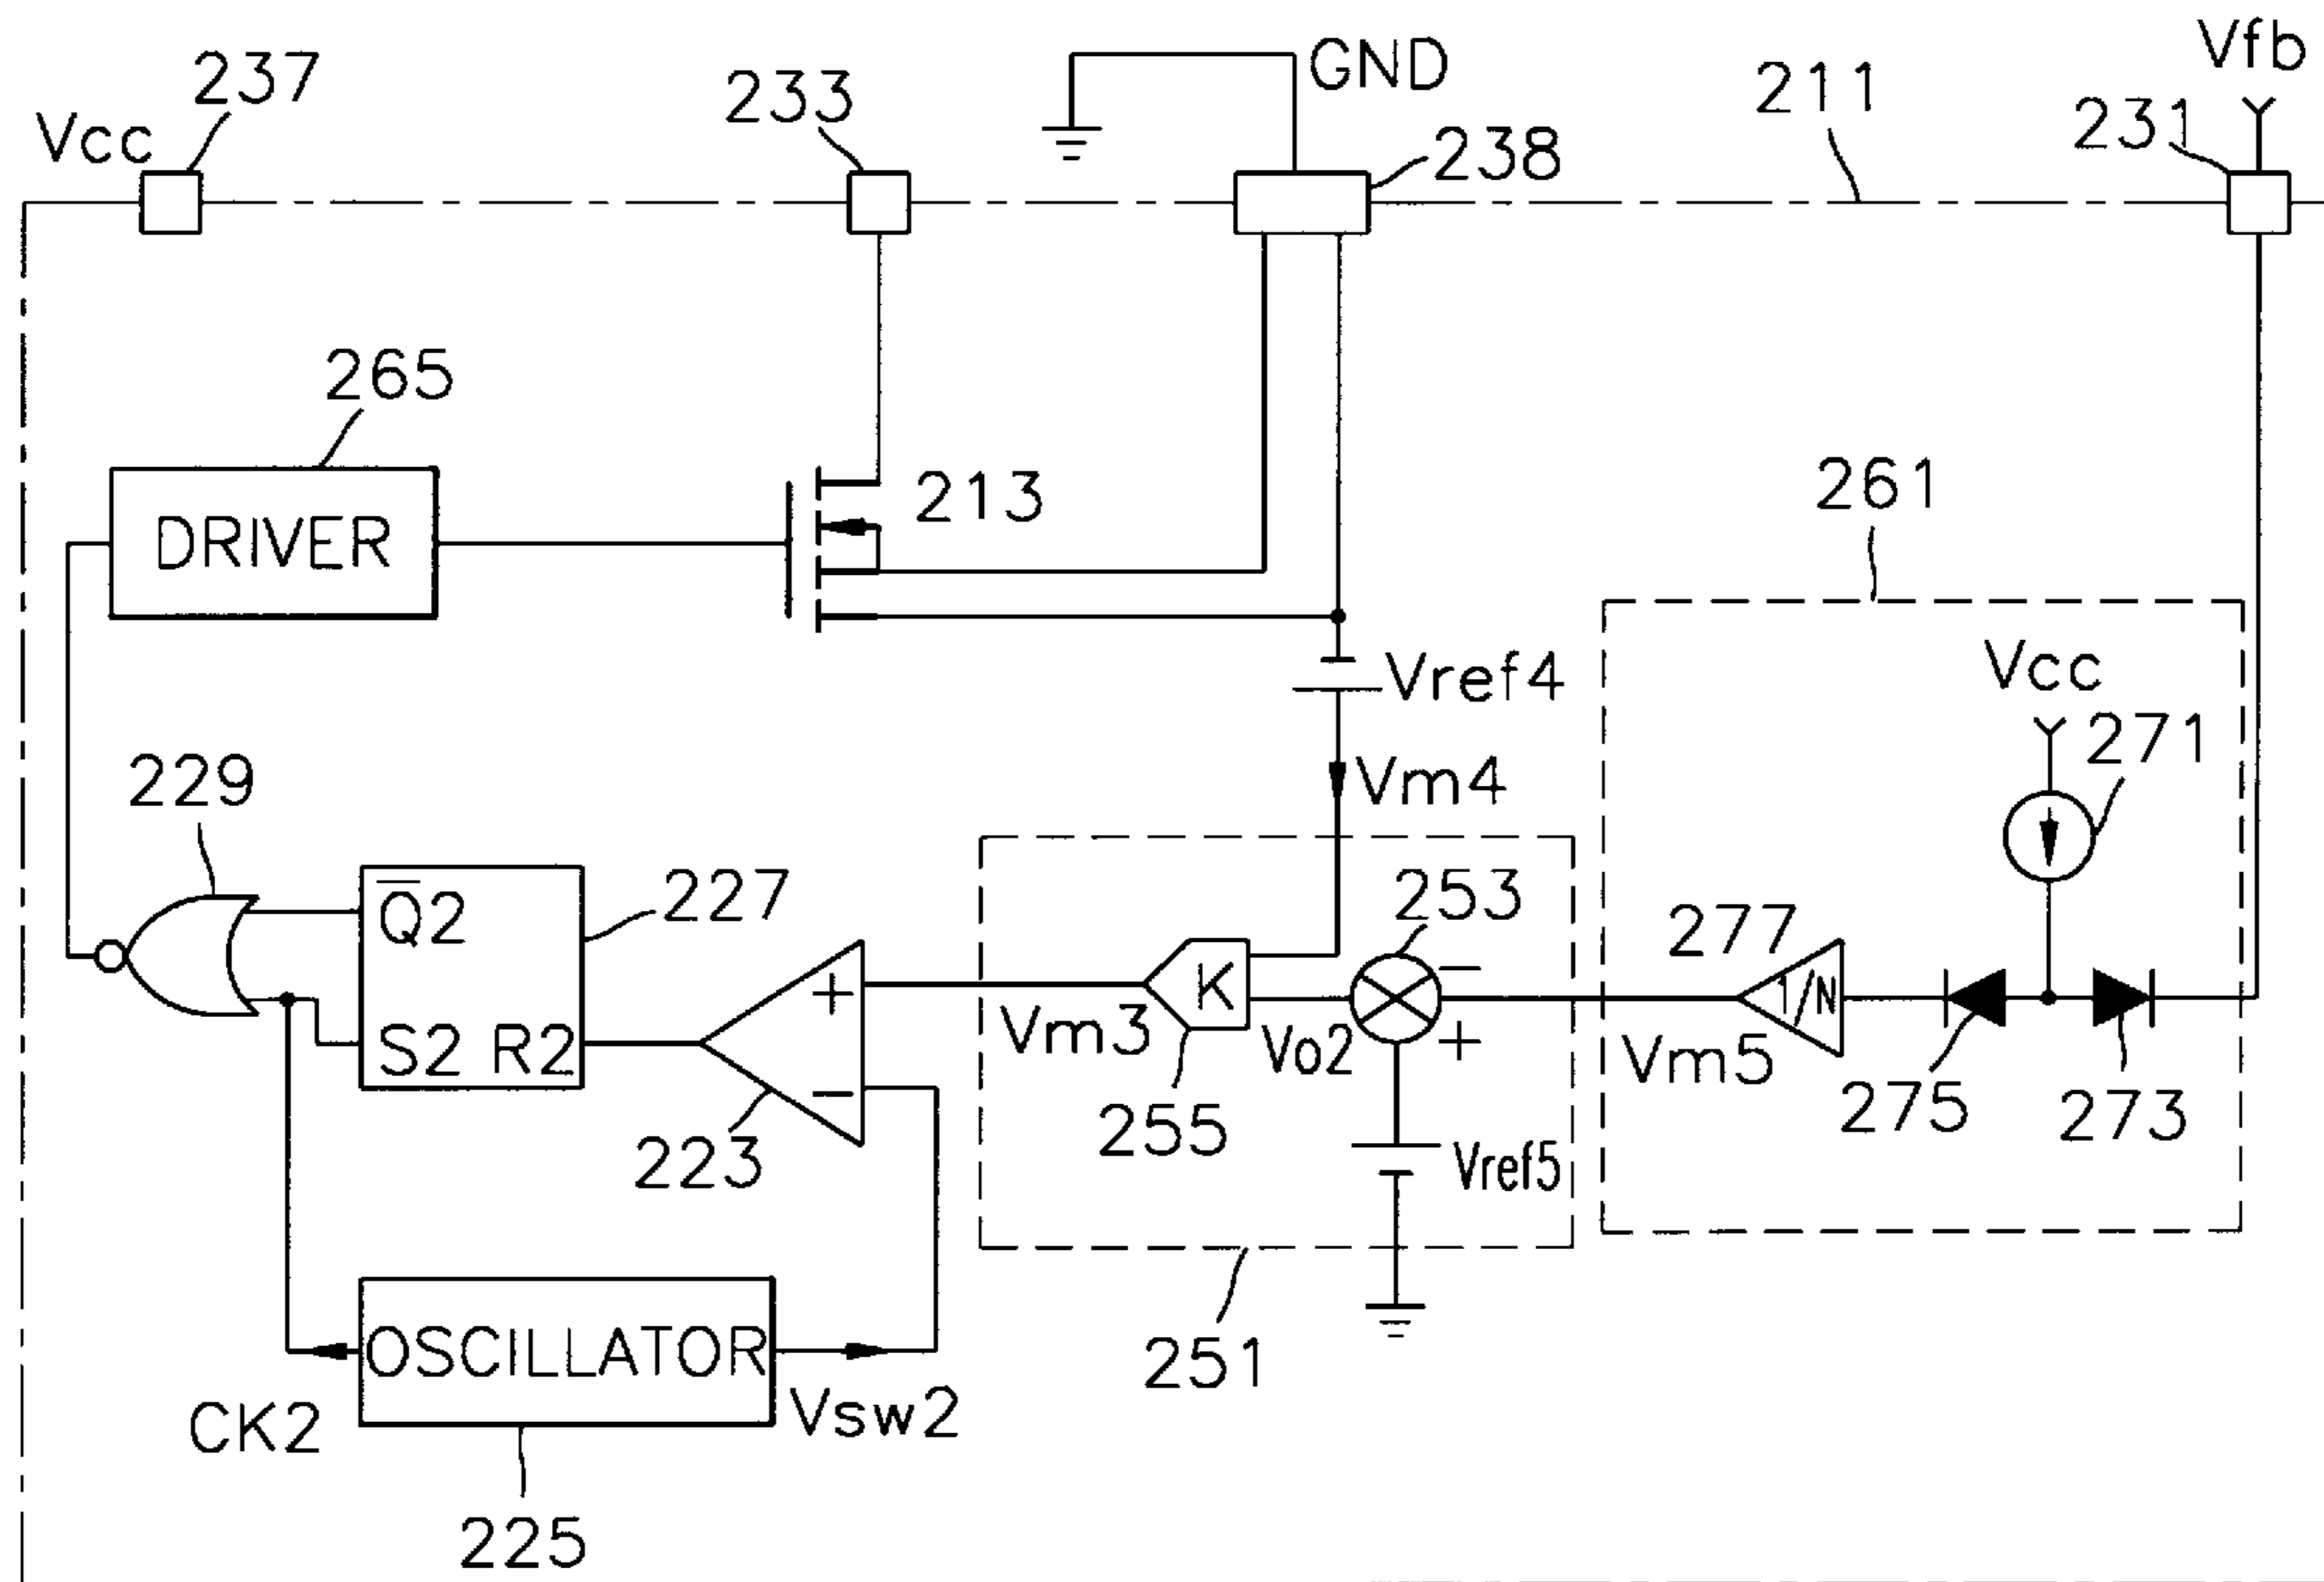 Vcc
237
233
GND
238
211
231
Vfb
265
DRIVER
213
261
Vref4
Vcc
271
Vm4
229
Q̅2
S2 R2
227
223
+
−
Vm3
K
255
Vo2
253
−
+
Vref5
251
277
1/N
Vm5
275
273
OSCILLATOR
CK2
Vsw2
225